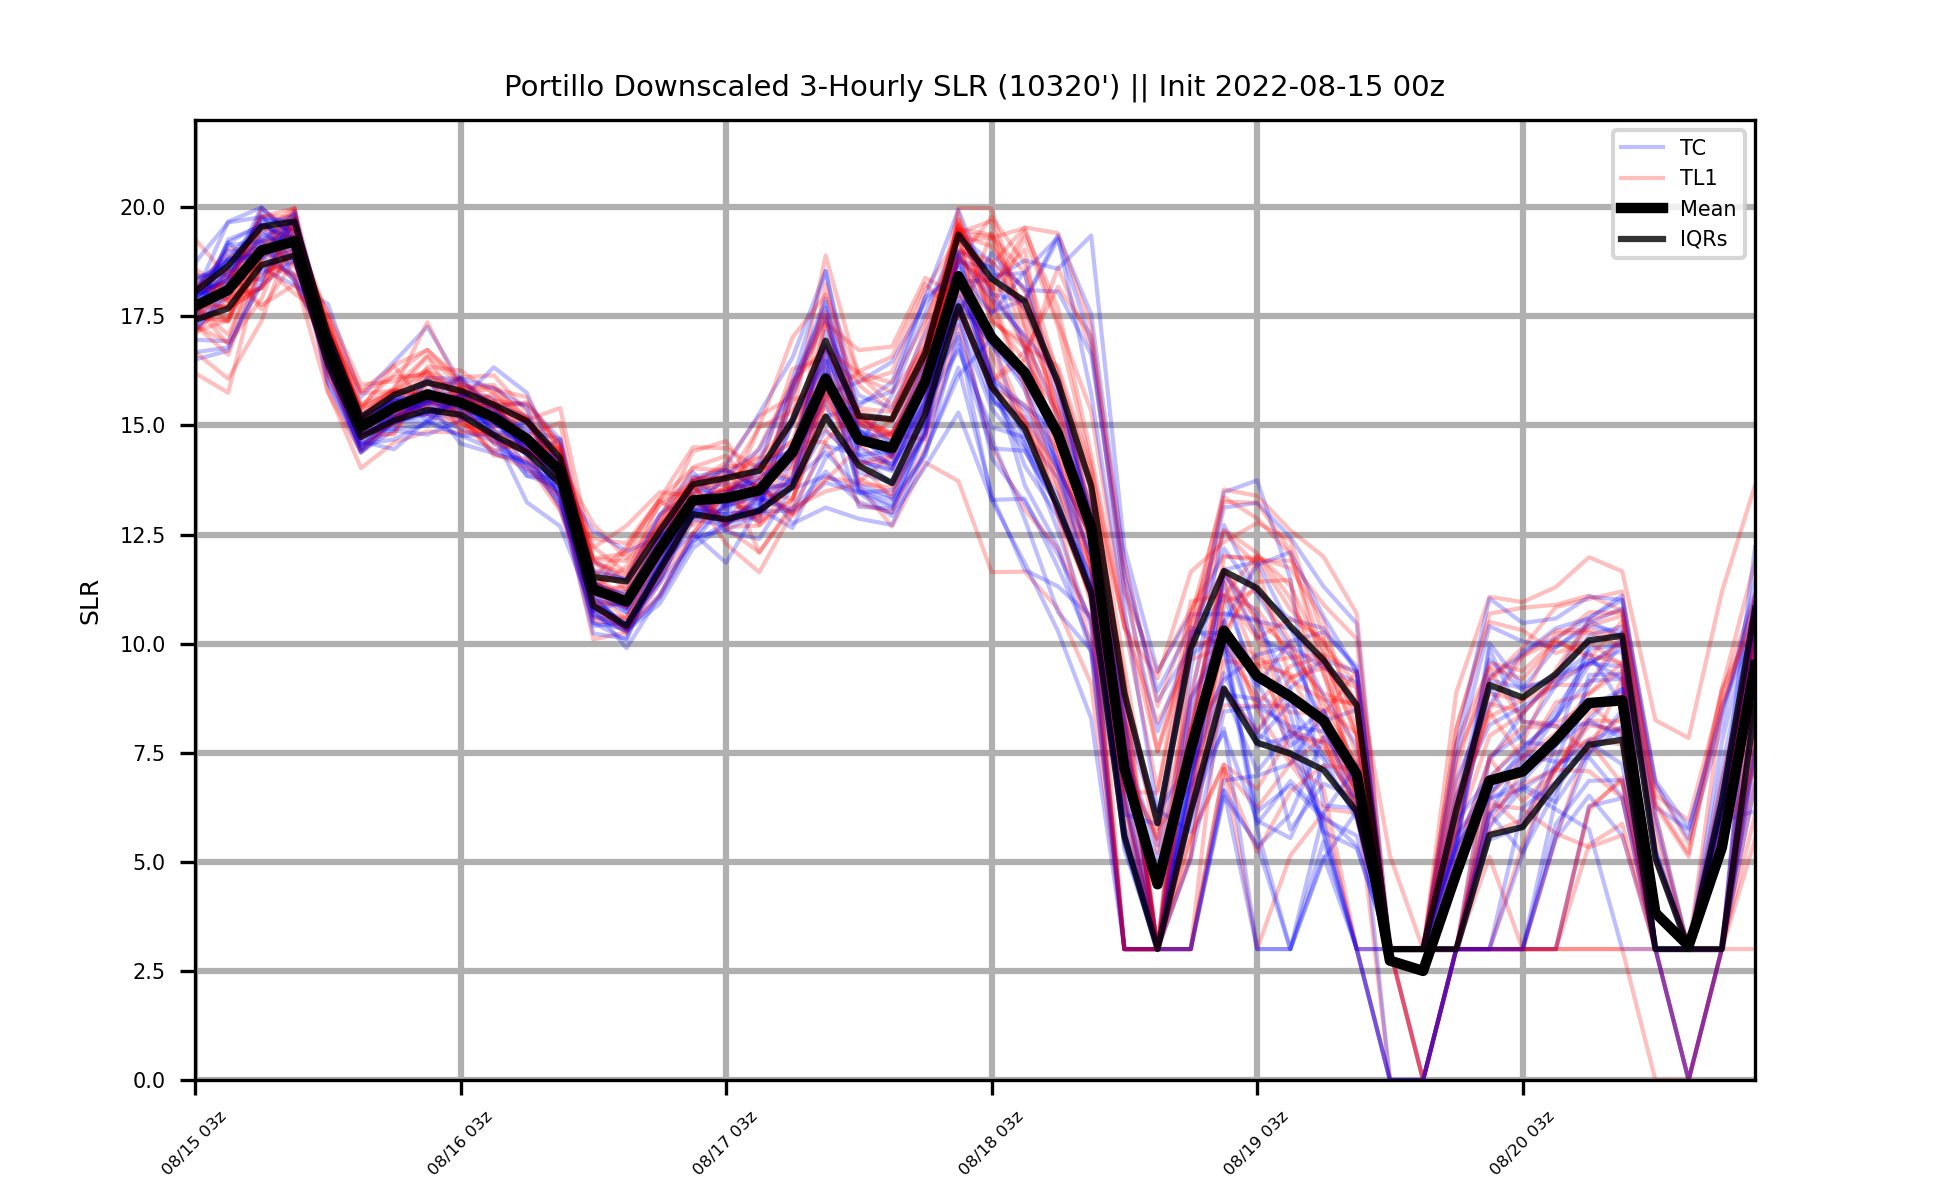 Portillo Downscaled 3-Hourly SLR (10320') || Init 2022-08-15 00z
TC
TL1
Mean
IQRs
SLR
20.0
17.5
15.0
12.5
10.0
7.5
5.0
2.5
0.0
08/15 03z
08/16 03z
08/17 03z
08/18 03z
08/19 03z
08/20 03z